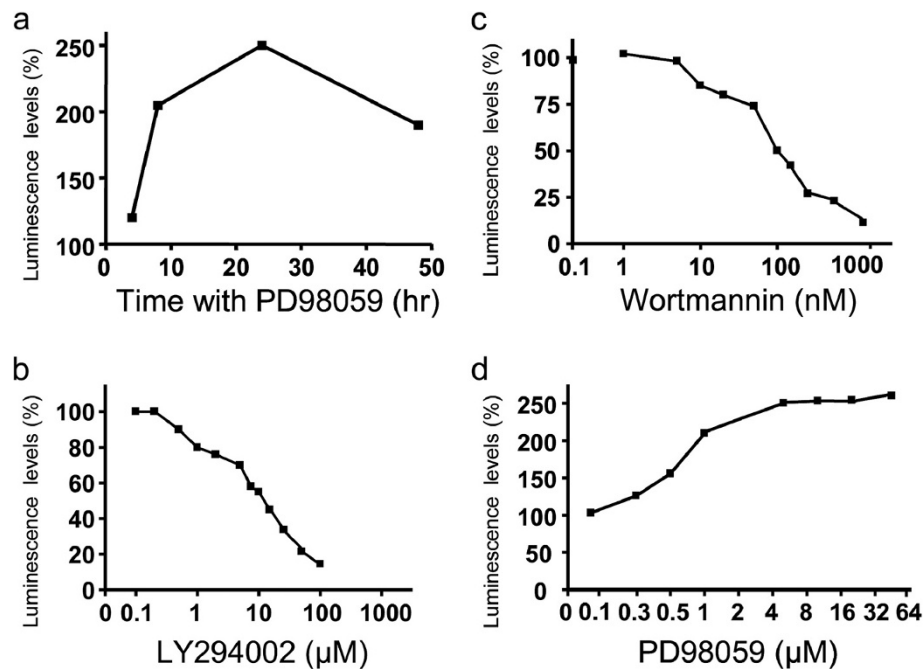 a
Luminescence levels (%)
250
200
150
100
0 10 20 30 40 50
Time with PD98059 (hr)
c
Luminescence levels (%)
100
75
50
25
0
0.1 1 10 100 1000
Wortmannin (nM)
b
Luminescence levels (%)
100
80
60
40
20
0
0 0.1 1 10 100 1000
LY294002 (µM)
d
Luminescence levels (%)
250
200
150
100
50
0
0 0.1 0.3 0.5 1 2 4 8 16 32 64
PD98059 (µM)